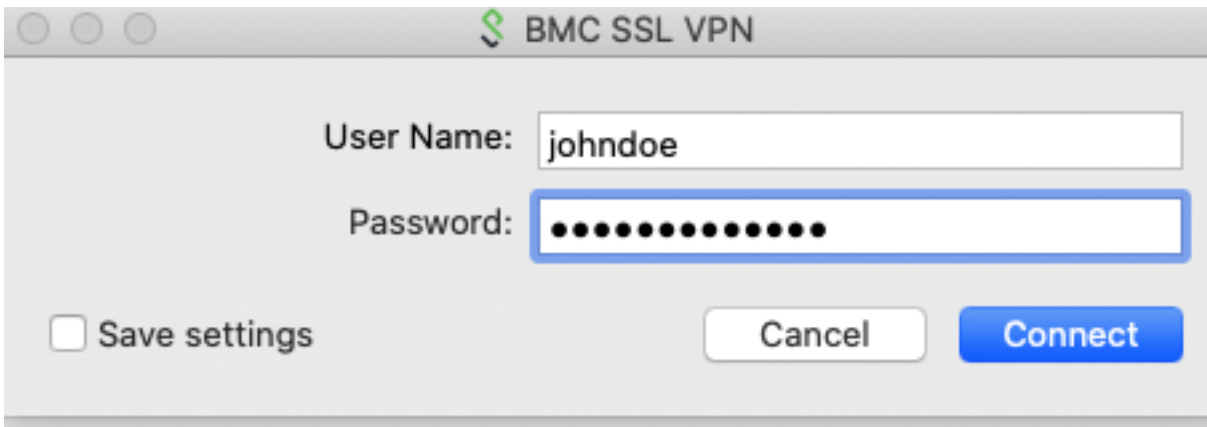 BMC SSL VPN
User Name: johndoe
Password: •••••••••••••
Save settings Cancel Connect